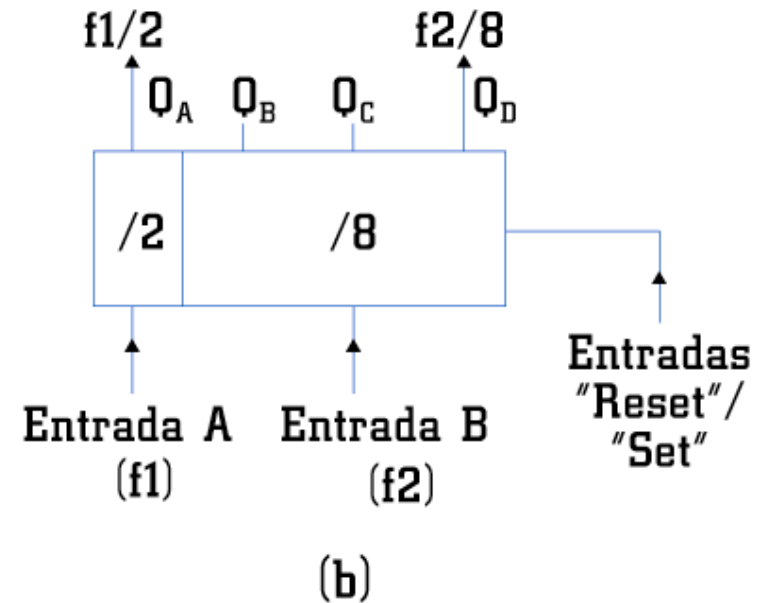 f1/2 f2/8
QA QB QC QD
/2 /8
Entrada A Entrada B
(f1) (f2)
Entradas
"Reset"/
"Set"
(b)